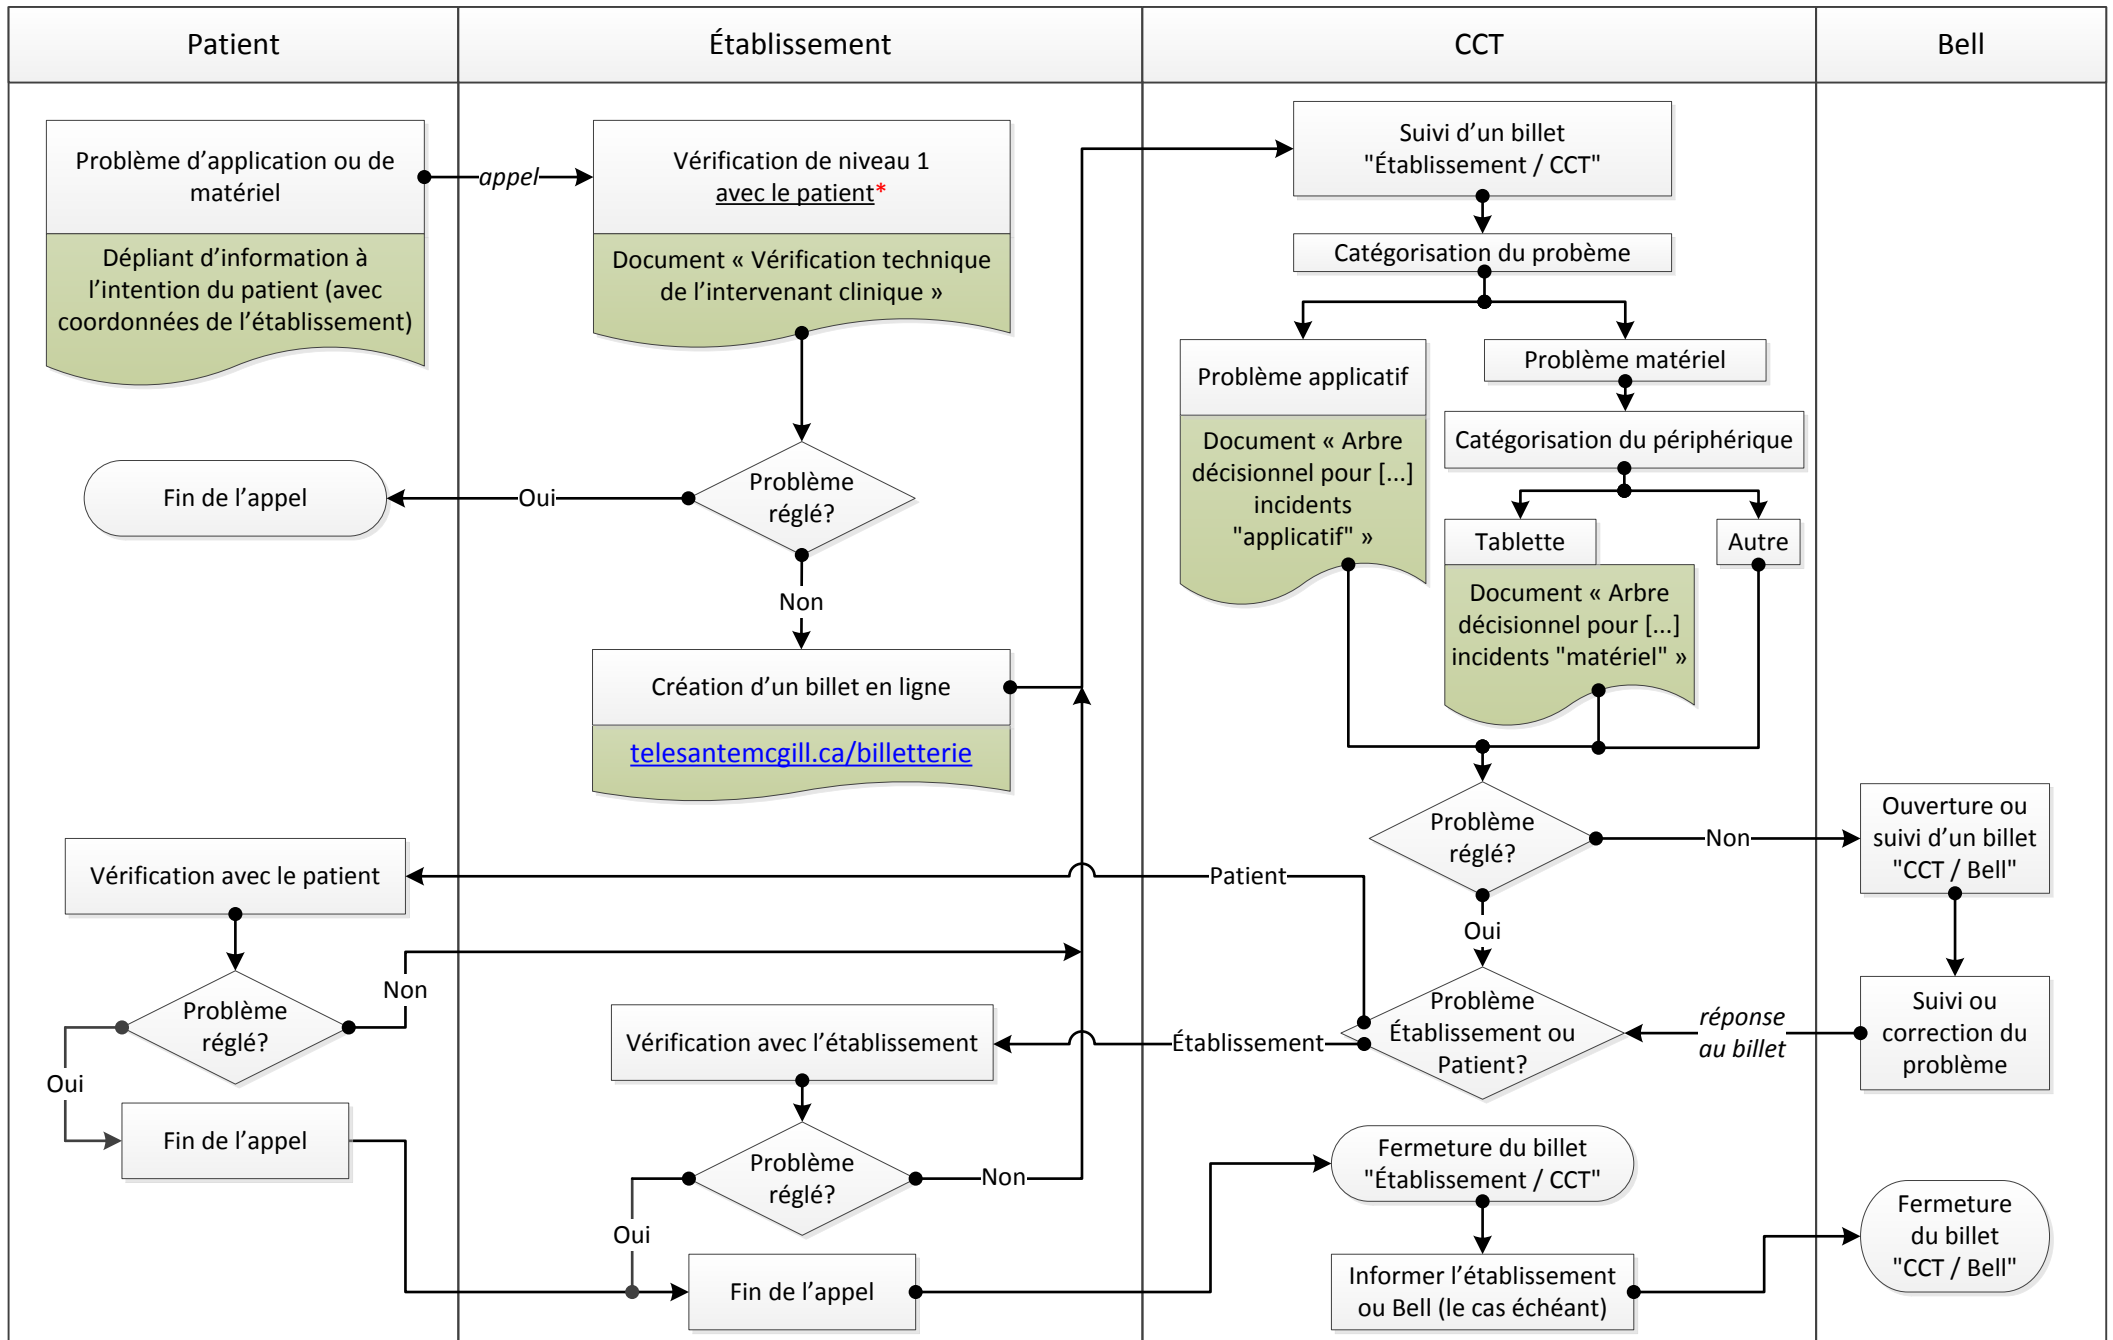 Patient
Établissement
CCT
Bell
Problème d’application ou de
matériel
Dépliant d’information à
l’intention du patient (avec
coordonnées de l’établissement)
appel
Vérification de niveau 1
avec le patient*
Document « Vérification technique
de l’intervenant clinique »
Problème
réglé?
Oui
Fin de l’appel
Non
Création d’un billet en ligne
telesantemcgill.ca/billetterie
Suivi d’un billet
"Établissement / CCT"
Catégorisation du probème
Problème applicatif
Document « Arbre
décisionnel pour [...]
incidents
"applicatif" »
Problème matériel
Catégorisation du périphérique
Tablette
Autre
Document « Arbre
décisionnel pour [...]
incidents "matériel" »
Problème
réglé?
Non
Ouverture ou
suivi d’un billet
"CCT / Bell"
Oui
Suivi ou
correction du
problème
réponse
au billet
Problème
Établissement ou
Patient?
Patient
Établissement
Vérification avec le patient
Problème
réglé?
Non
Oui
Fin de l’appel
Vérification avec l’établissement
Problème
réglé?
Non
Oui
Fin de l’appel
Fermeture du billet
"Établissement / CCT"
Informer l’établissement
ou Bell (le cas échéant)
Fermeture
du billet
"CCT / Bell"